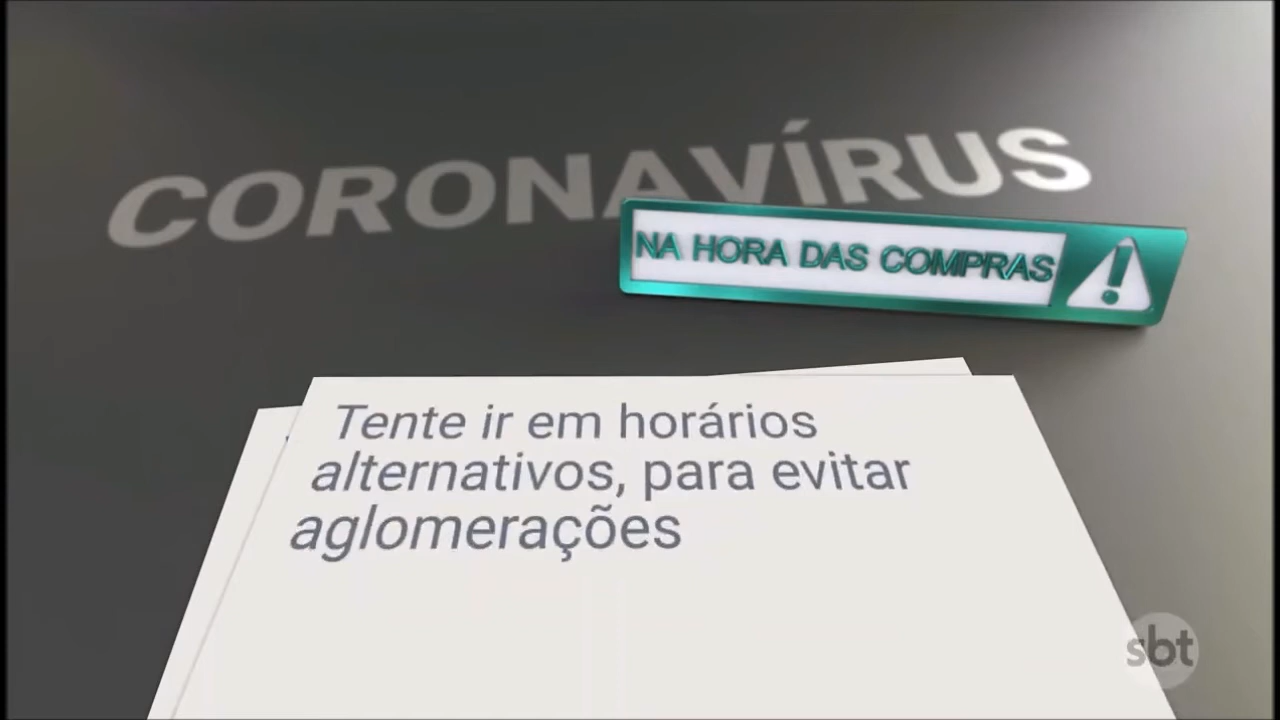 CORONAVÍRUS
NA HORA DAS COMPRAS
Tente ir em horários
alternativos, para evitar
aglomerações
sbt